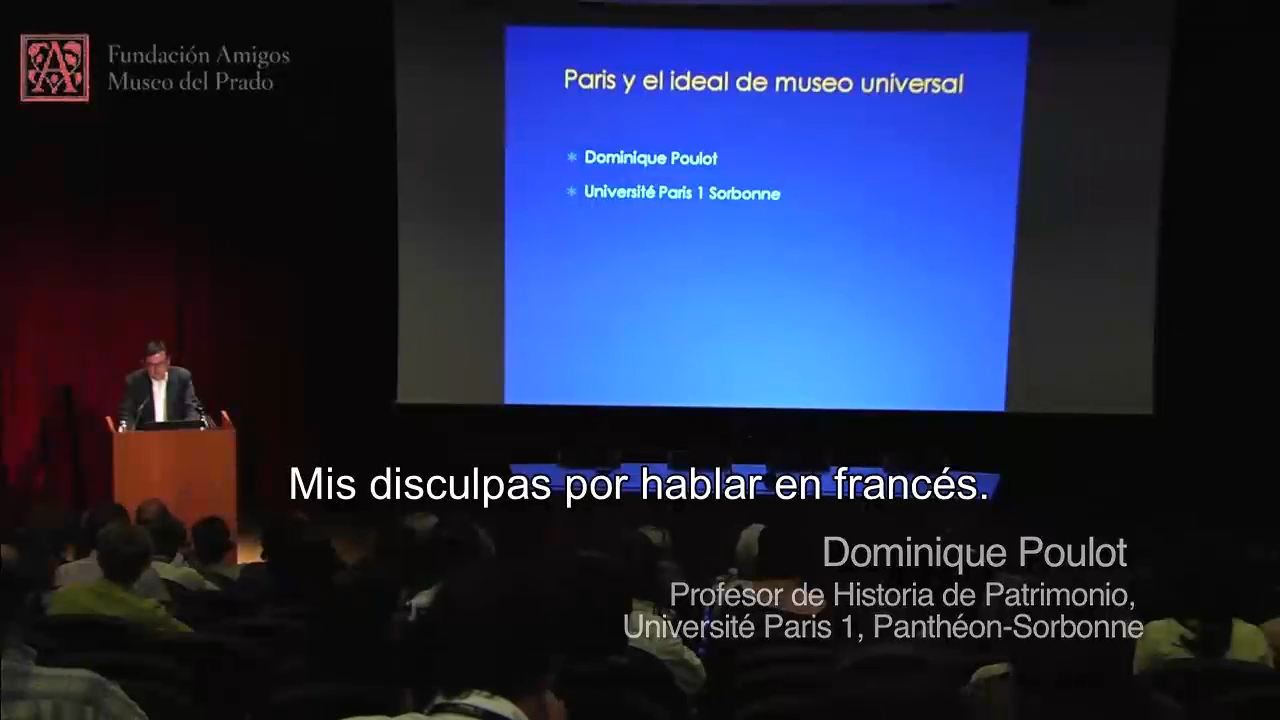 Fundación Amigos
Museo del Prado
Paris y el ideal de museo universal
* Dominique Poulot
* Université Paris 1 Sorbonne
Mis disculpas por hablar en francés.
Dominique Poulot
Profesor de Historia de Patrimonio,
Université Paris 1, Panthéon-Sorbonne